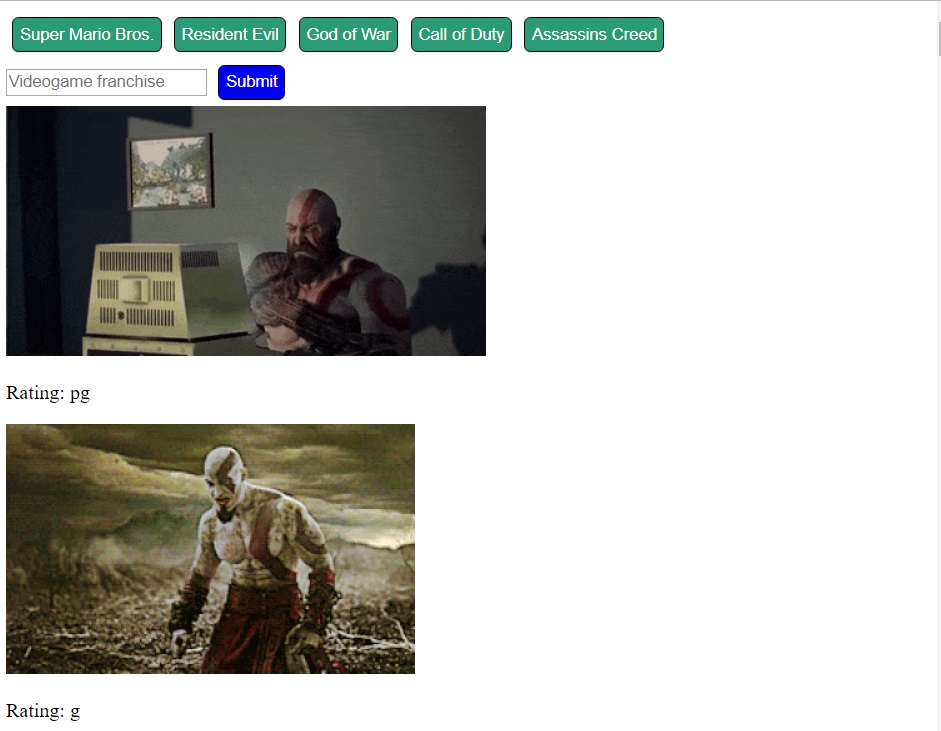 Super Mario Bros. Resident Evil God of War Call of Duty Assassins Creed
Videogame franchise Submit
Rating: pg
Rating: g